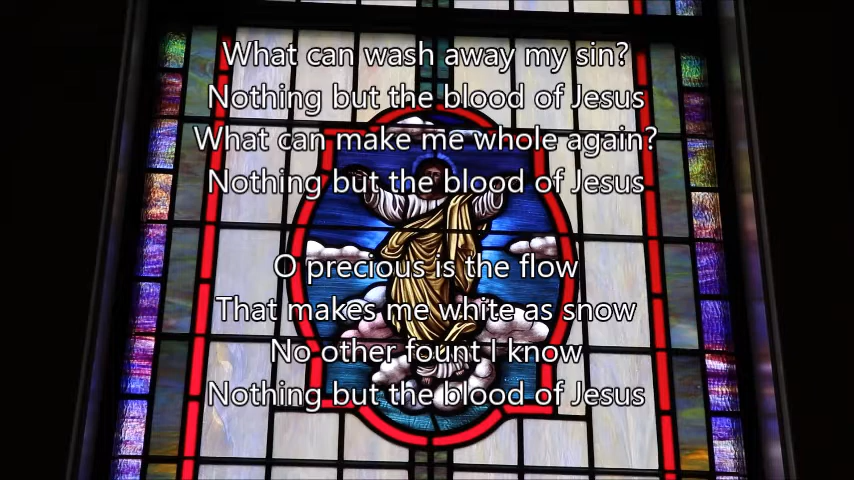 What can wash away my sin?
Nothing but the blood of Jesus
What can make me whole again?
Nothing but the blood of Jesus
O precious is the flow
That makes me white as snow
No other fount I know
Nothing but the blood of Jesus